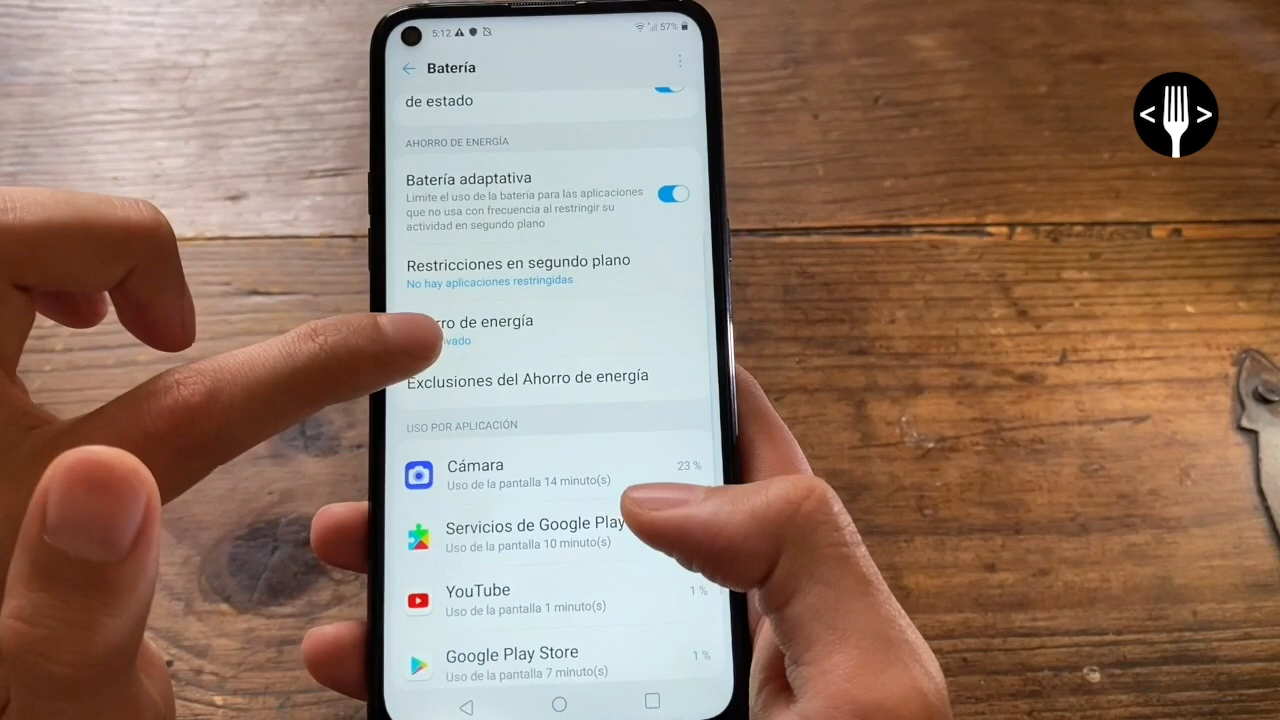 5:12
57%
Batería
de estado
AHORRO DE ENERGÍA
Batería adaptativa
Limite el uso de la batería para las aplicaciones
que no usa con frecuencia al restringir su
actividad en segundo plano
Restricciones en segundo plano
No hay aplicaciones restringidas
de energía
Exclusiones del Ahorro de energía
USO POR APLICACIÓN
Cámara
23 %
Uso de la pantalla 14 minuto(s)
Servicios de Google Play
Uso de la pantalla 10 minuto(s)
YouTube
1 %
Uso de la pantalla 1 minuto(s)
Google Play Store
1 %
Uso de la pantalla 7 minuto(s)